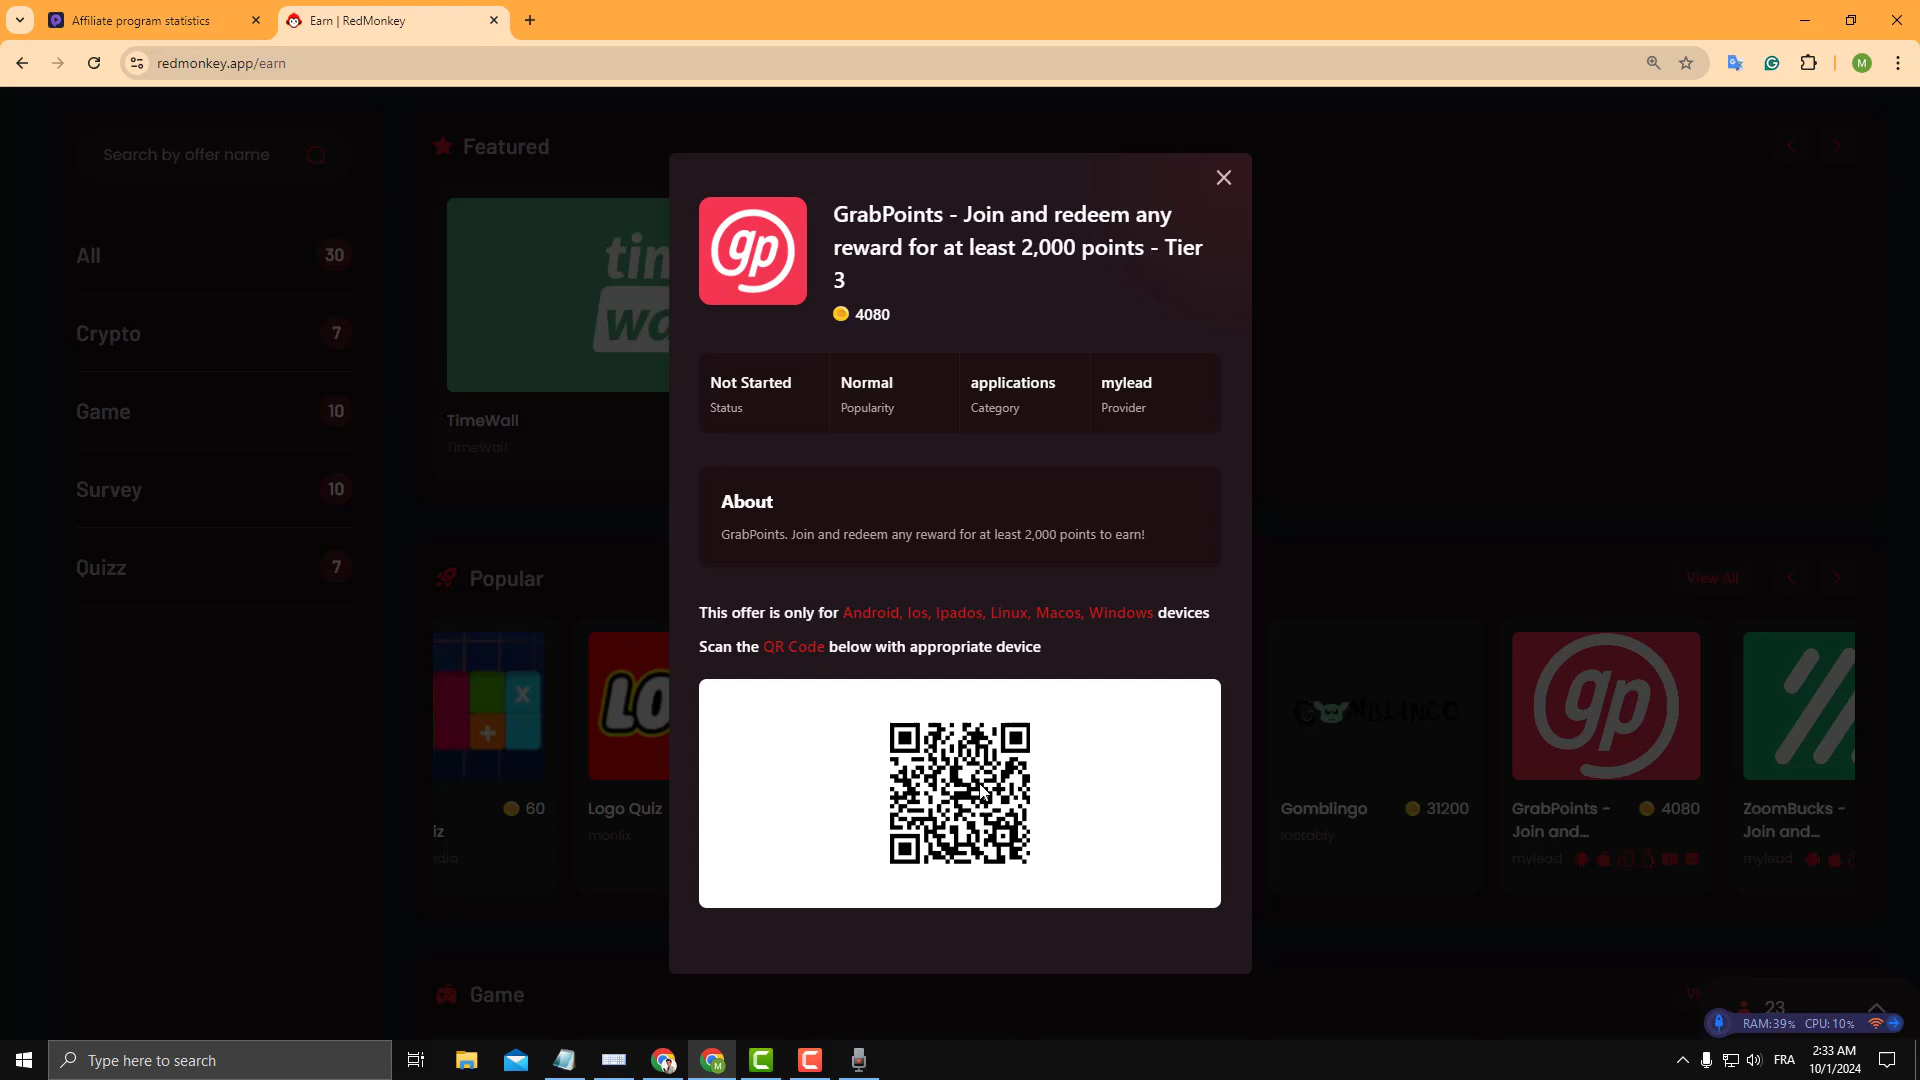 Affiliate program statistics
Earn | RedMonkey
redmonkey.app/earn
M
Search by offer name
All 30
Crypto 7
Game 10
Survey 10
Quizz 7
Featured
TimeWall
TimeWall
gp
GrabPoints - Join and redeem any
reward for at least 2,000 points - Tier
3
4080
Not Started
Status
Normal
Popularity
applications
Category
mylead
Provider
About
GrabPoints. Join and redeem any reward for at least 2,000 points to earn!
This offer is only for Android, Ios, Ipados, Linux, Macos, Windows devices
Scan the QR Code below with appropriate device
Popular
View All
60
Logo Quiz
monlix
GOMBLINGO
Gomblingo 31200
gp
GrabPoints - 4080
Join and...
mylead
ZoomBucks -
Join and...
mylead
Game
23
RAM:39% CPU:10%
Type here to search
M
FRA
2:33 AM
10/1/2024